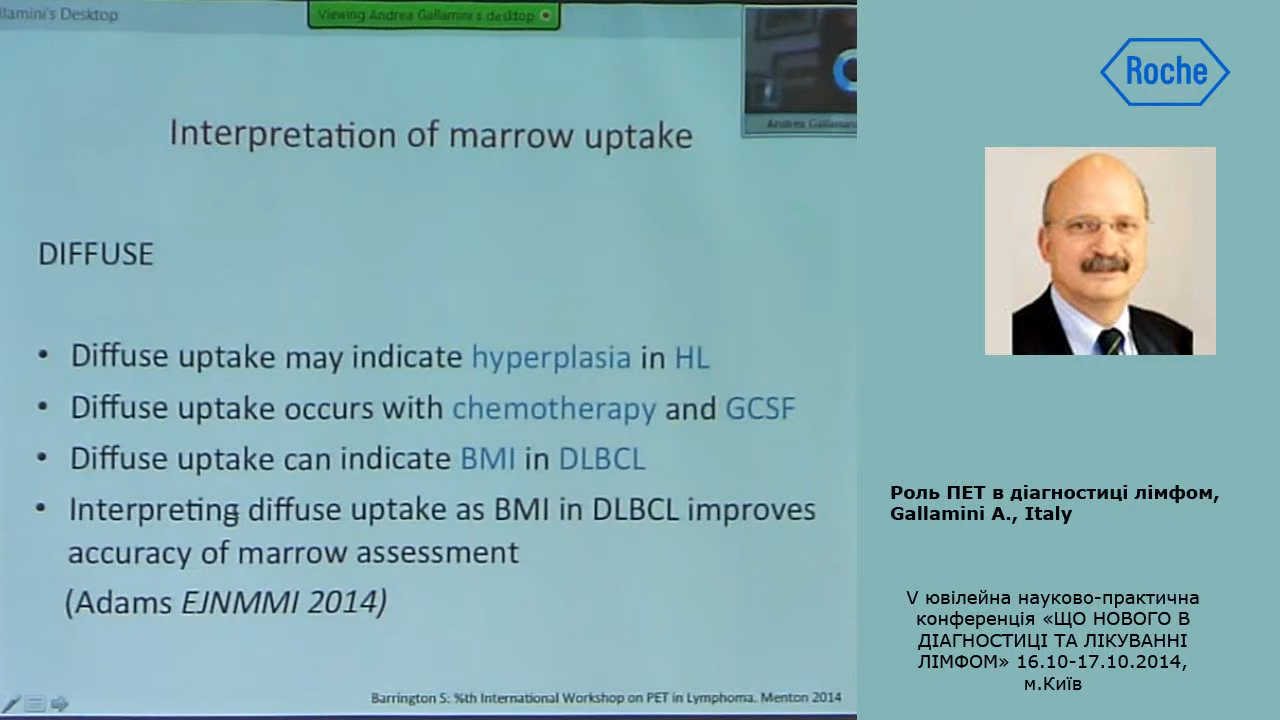 llamini's Desktop
Viewing Andrea Gallamini's desktop
Andrea Gallamini
Interpretation of marrow uptake
DIFFUSE
• Diffuse uptake may indicate hyperplasia in HL
• Diffuse uptake occurs with chemotherapy and GCSF
• Diffuse uptake can indicate BMI in DLBCL
• Interpreting diffuse uptake as BMI in DLBCL improves
accuracy of marrow assessment
(Adams EJNMMI 2014)
Barrington S: %th International Workshop on PET in Lymphoma. Menton 2014
Roche
Роль ПЕТ в діагностиці лімфом,
Gallamini A., Italy
V ювілейна науково-практична
конференція «ЩО НОВОГО В
ДІАГНОСТИЦІ ТА ЛІКУВАННІ
ЛІМФОМ» 16.10-17.10.2014,
м.Київ